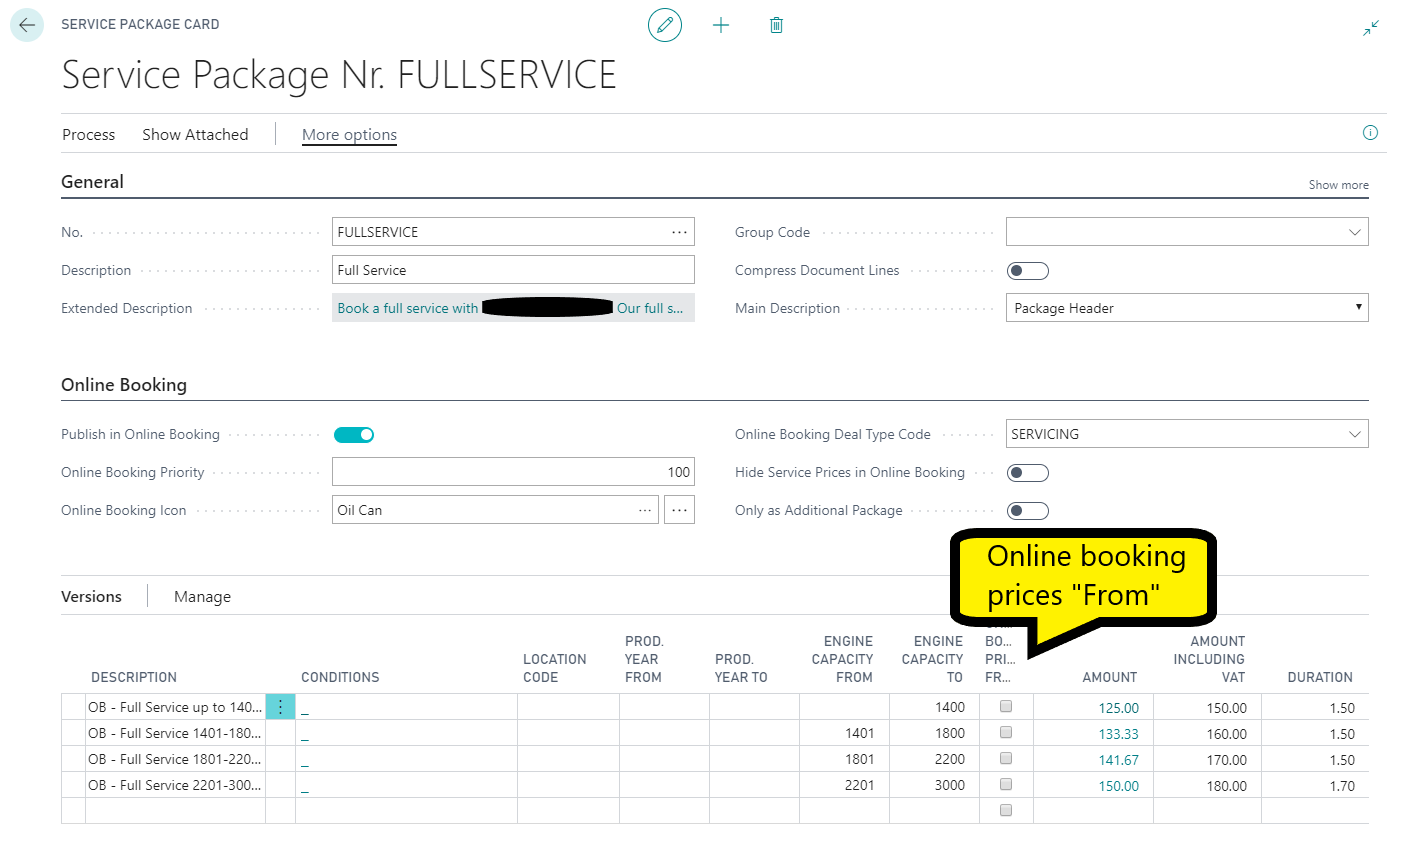 SERVICE PACKAGE CARD
Service Package Nr. FULLSERVICE
Process Show Attached More options
General Show more
No. FULLSERVICE ... Group Code
Description Full Service Compress Document Lines
Extended Description Book a full service with Our full s... Main Description Package Header
Online Booking
Publish in Online Booking Online Booking Deal Type Code SERVICING
Online Booking Priority 100 Hide Service Prices in Online Booking
Online Booking Icon Oil Can ... ... Only as Additional Package
Online booking
prices "From"
Versions Manage
DESCRIPTION CONDITIONS LOCATION CODE PROD. YEAR FROM PROD. YEAR TO ENGINE CAPACITY FROM ENGINE CAPACITY TO BO... PRI... FR... AMOUNT AMOUNT INCLUDING VAT DURATION
OB - Full Service up to 140... _ 1400 125.00 150.00 1.50
OB - Full Service 1401-180... _ 1401 1800 133.33 160.00 1.50
OB - Full Service 1801-220... _ 1801 2200 141.67 170.00 1.50
OB - Full Service 2201-300... _ 2201 3000 150.00 180.00 1.70